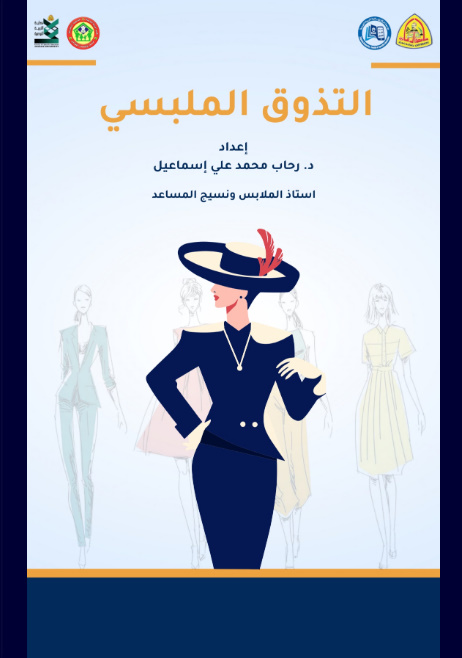 التذوق الملبسي
إعداد
د. رحاب محمد علي إسماعيل
استاذ الملابس ونسيج المساعد